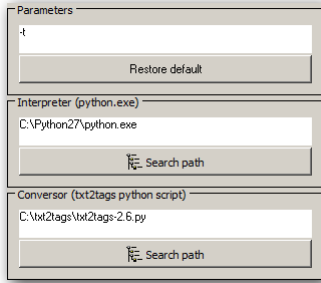 Parameters
-t
Restore default
Interpreter (python.exe)
C:\Python27\python.exe
Search path
Conversor (txt2tags python script)
C:\txt2tags\txt2tags-2.6.py
Search path